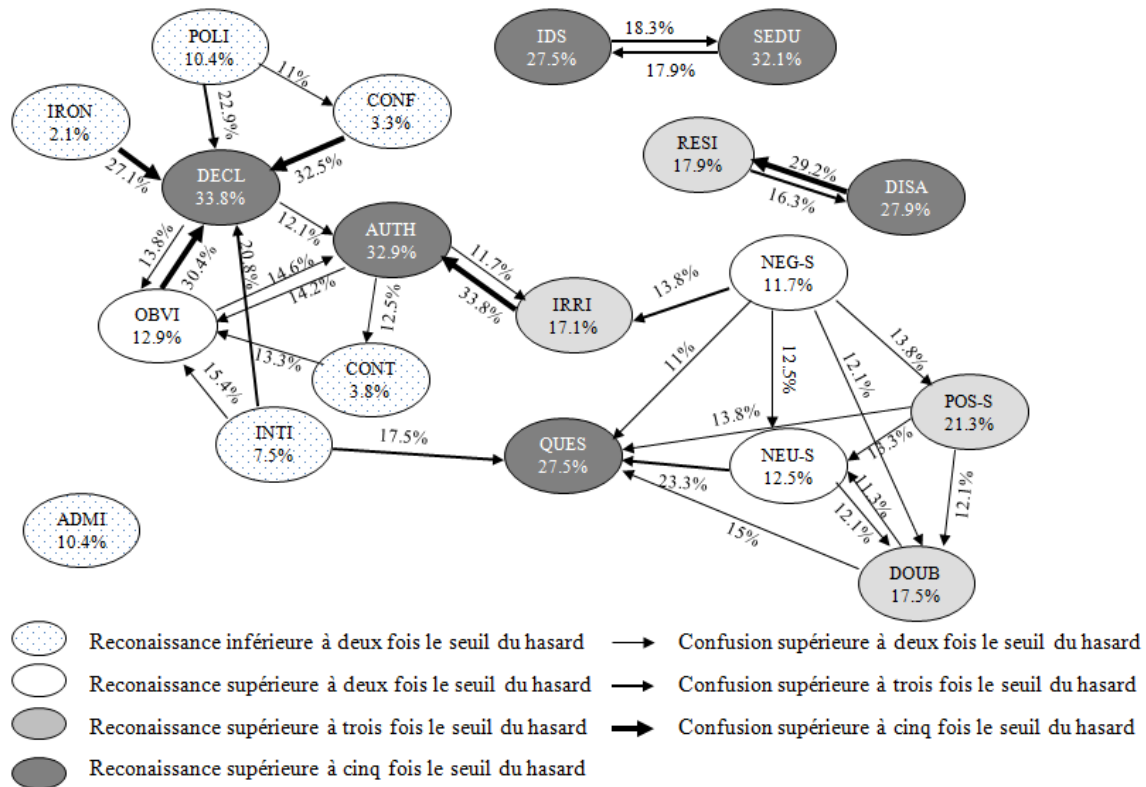 POLI
10.4%
IDS
27.5%
18.3%
17.9%
SEDU
32.1%
11%
22.9%
IRON
2.1%
CONF
3.3%
27.1%
32.5%
DECL
33.8%
RESI
17.9%
29.2%
16.3%
DISA
27.9%
12.1%
AUTH
32.9%
13.8%
30.4%
20.8%
14.6%
14.2%
11.7%
33.8%
NEG-S
11.7%
13.8%
IRRI
17.1%
OBVI
12.9%
12.5%
13.3%
CONT
3.8%
15.4%
11%
12.5%
12.1%
13.8%
INTI
7.5%
17.5%
QUES
27.5%
13.8%
POS-S
21.3%
13.3%
NEU-S
12.5%
23.3%
11.3%
12.1%
12.1%
15%
ADMI
10.4%
DOUB
17.5%
Reconaissance inférieure à deux fois le seuil du hasard
Confusion supérieure à deux fois le seuil du hasard
Reconaissance supérieure à deux fois le seuil du hasard
Confusion supérieure à trois fois le seuil du hasard
Reconaissance supérieure à trois fois le seuil du hasard
Confusion supérieure à cinq fois le seuil du hasard
Reconaissance supérieure à cinq fois le seuil du hasard